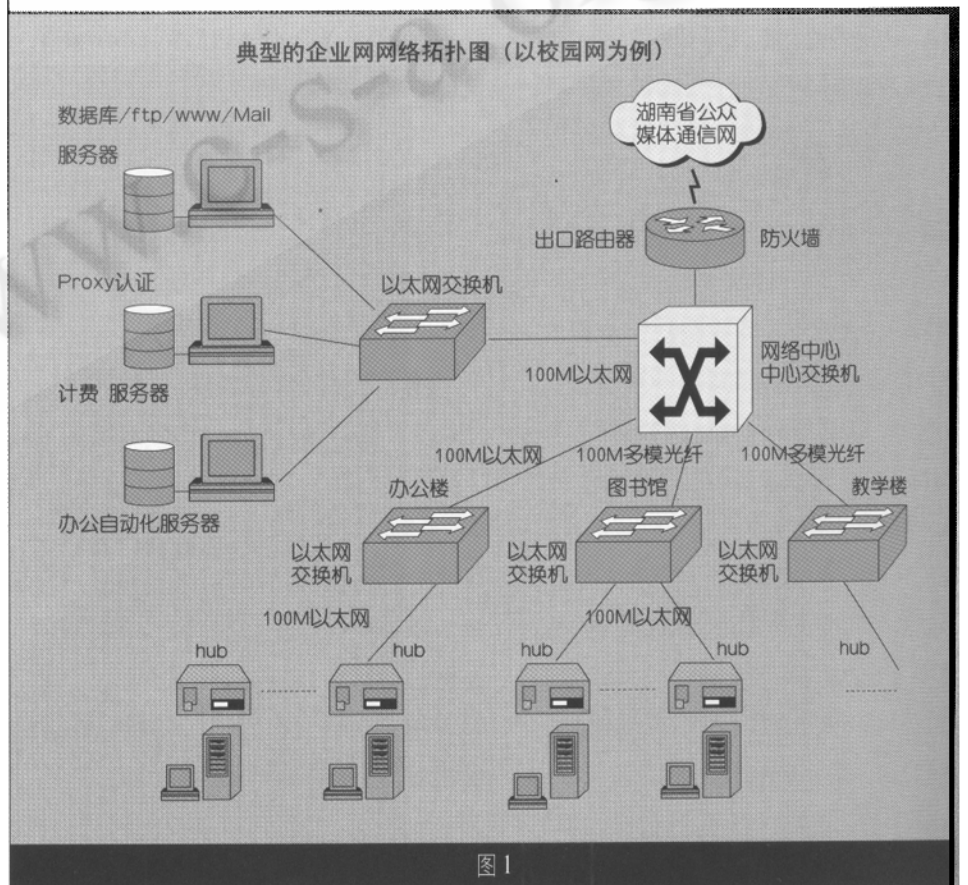 典型的企业网网络拓扑图（以校园网为例）
数据库/ftp/www/Mail
服务器
湖南省公众
媒体通信网
出口路由器
防火墙
Proxy认证
以太网交换机
计费 服务器
100M以太网
网络中心
中心交换机
办公自动化服务器
100M以太网
100M多模光纤
100M多模光纤
办公楼
图书馆
教学楼
以太网
交换机
以太网
交换机
以太网
交换机
100M以太网
100M以太网
hub
hub
hub
hub
hub
图 1